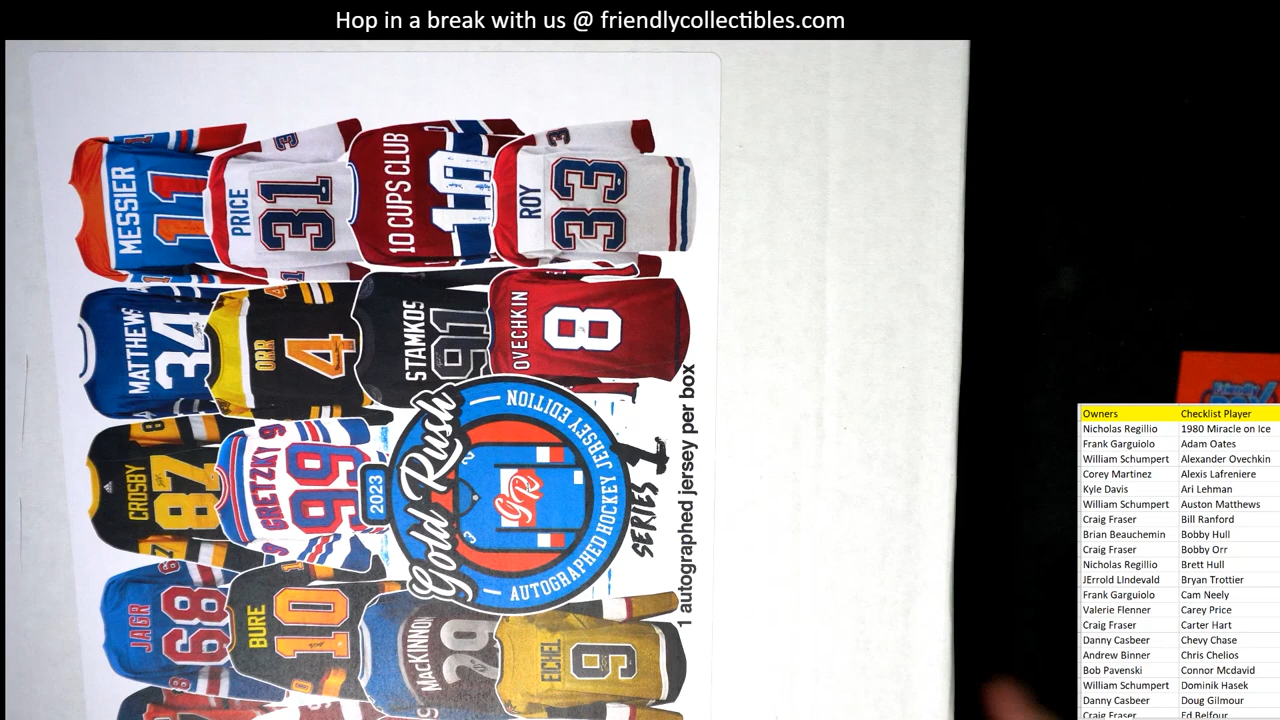 Hop in a break with us @ friendlycollectibles.com
MESSIER
11
PRICE
31
10 CUPS CLUB
10
ROY
33
MATTHEWS
34
ORR
4
STAMKOS
91
OVECHKIN
8
CROSBY
87
GRETZKY
99
JAGR
68
BURE
10
MACKINNON
29
EICHEL
9
2023
Gold Rush
GR
AUTOGRAPHED HOCKEY JERSEY EDITION
SERIES 1
1 autographed jersey per box
Owners Checklist Player
Nicholas Regillio 1980 Miracle on Ice
Frank Garguiolo Adam Oates
William Schumpert Alexander Ovechkin
Corey Martinez Alexis Lafreniere
Kyle Davis Ari Lehman
William Schumpert Auston Matthews
Craig Fraser Bill Ranford
Brian Beauchemin Bobby Hull
Craig Fraser Bobby Orr
Nicholas Regillio Brett Hull
JErrold LIndevald Bryan Trottier
Frank Garguiolo Cam Neely
Valerie Flenner Carey Price
Craig Fraser Carter Hart
Danny Casbeer Chevy Chase
Andrew Binner Chris Chelios
Bob Pavenski Connor Mcdavid
William Schumpert Dominik Hasek
Danny Casbeer Doug Gilmour
Craig Fraser Ed Belfour